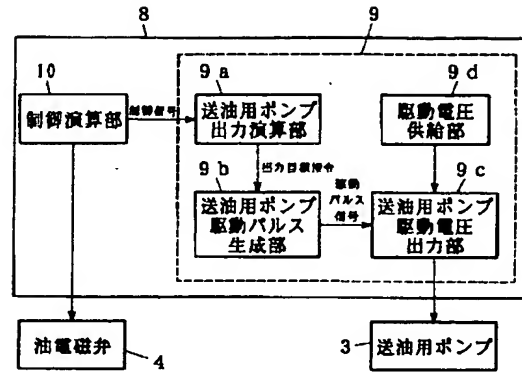 8
9
10
制御演算部
制御信号
9a
送油用ポンプ
出力演算部
9d
駆動電圧
供給部
出力目標指令
9b
送油用ポンプ
駆動パルス
生成部
駆動
パルス
信号
9c
送油用ポンプ
駆動電圧
出力部
油電磁弁
4
3
送油用ポンプ